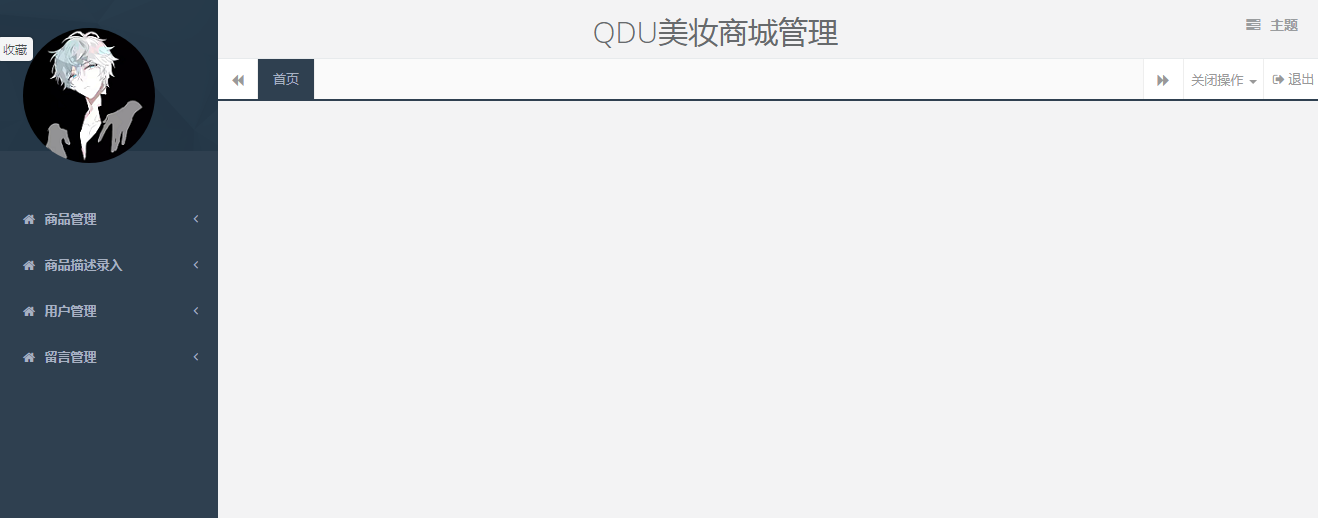 QDU美妆商城管理
主题
收藏
首页
关闭操作
退出
商品管理
商品描述录入
用户管理
留言管理